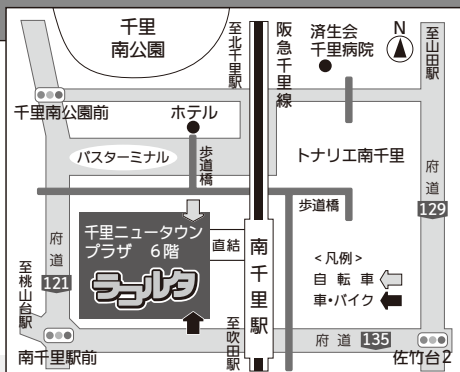 千里
南公園
至北千里駅
阪急千里線
済生会
千里病院
N
至山田駅
千里南公園前
ホテル
バスターミナル
歩道橋
トナリエ南千里
府道
129
歩道橋
千里ニュータウン
プラザ 6階
ラコルタ
直結
南千里駅
<凡例>
自転車
車・バイク
府道
121
至桃山台駅
至吹田駅
府道 135
南千里駅前
佐竹台2